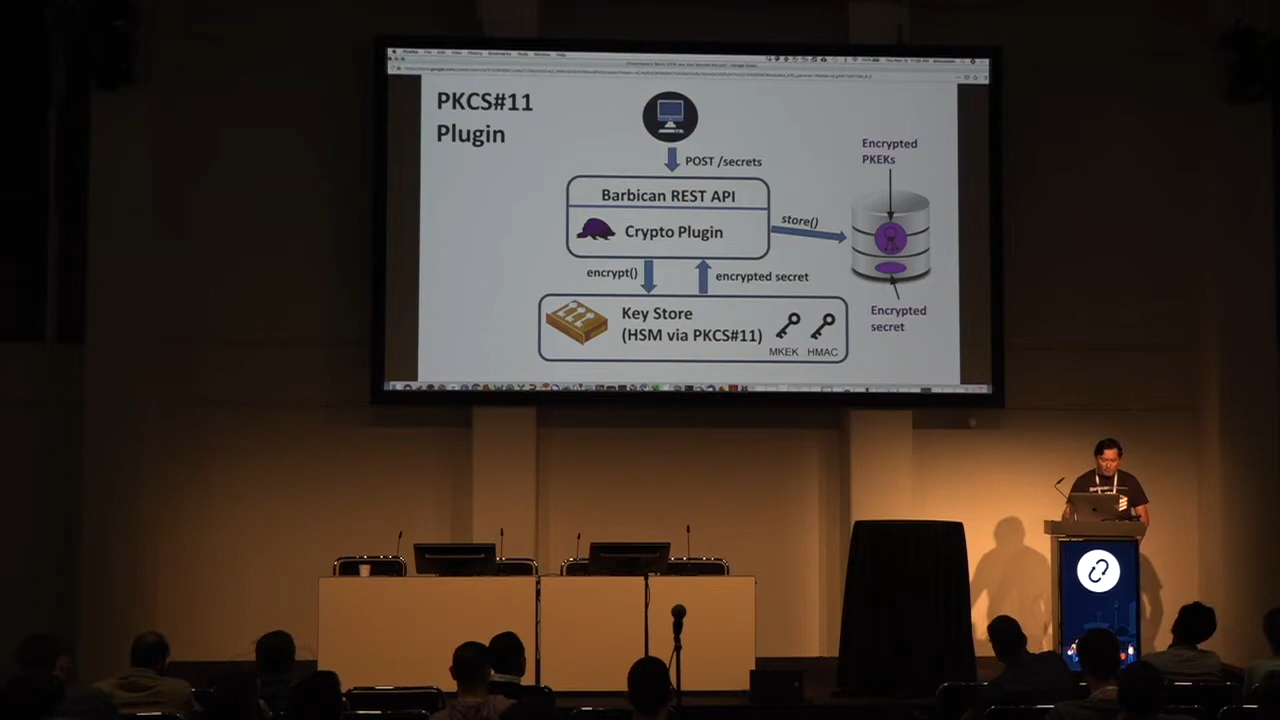 PKCS#11
Plugin
POST /secrets
Barbican REST API
Crypto Plugin
store()
Encrypted
PKEKs
encrypt()
encrypted secret
Key Store
(HSM via PKCS#11)
MKEK HMAC
Encrypted
secret